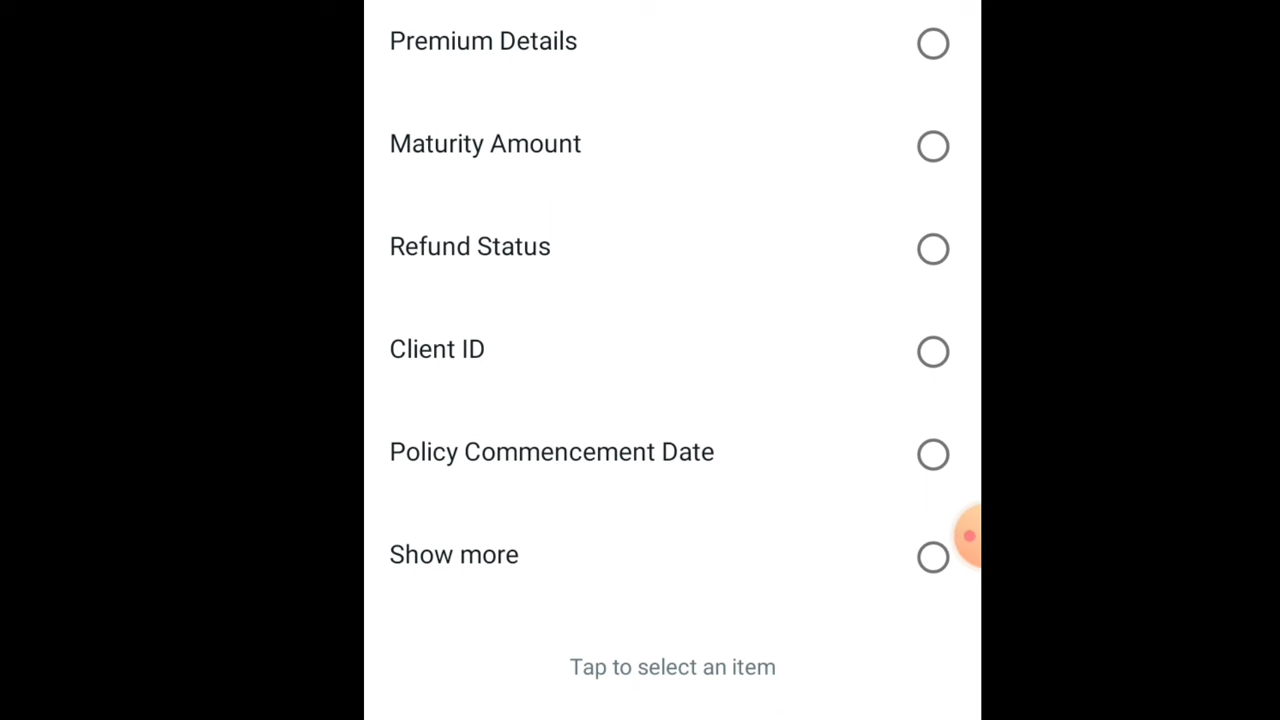 Premium Details
Maturity Amount
Refund Status
Client ID
Policy Commencement Date
Show more
Tap to select an item